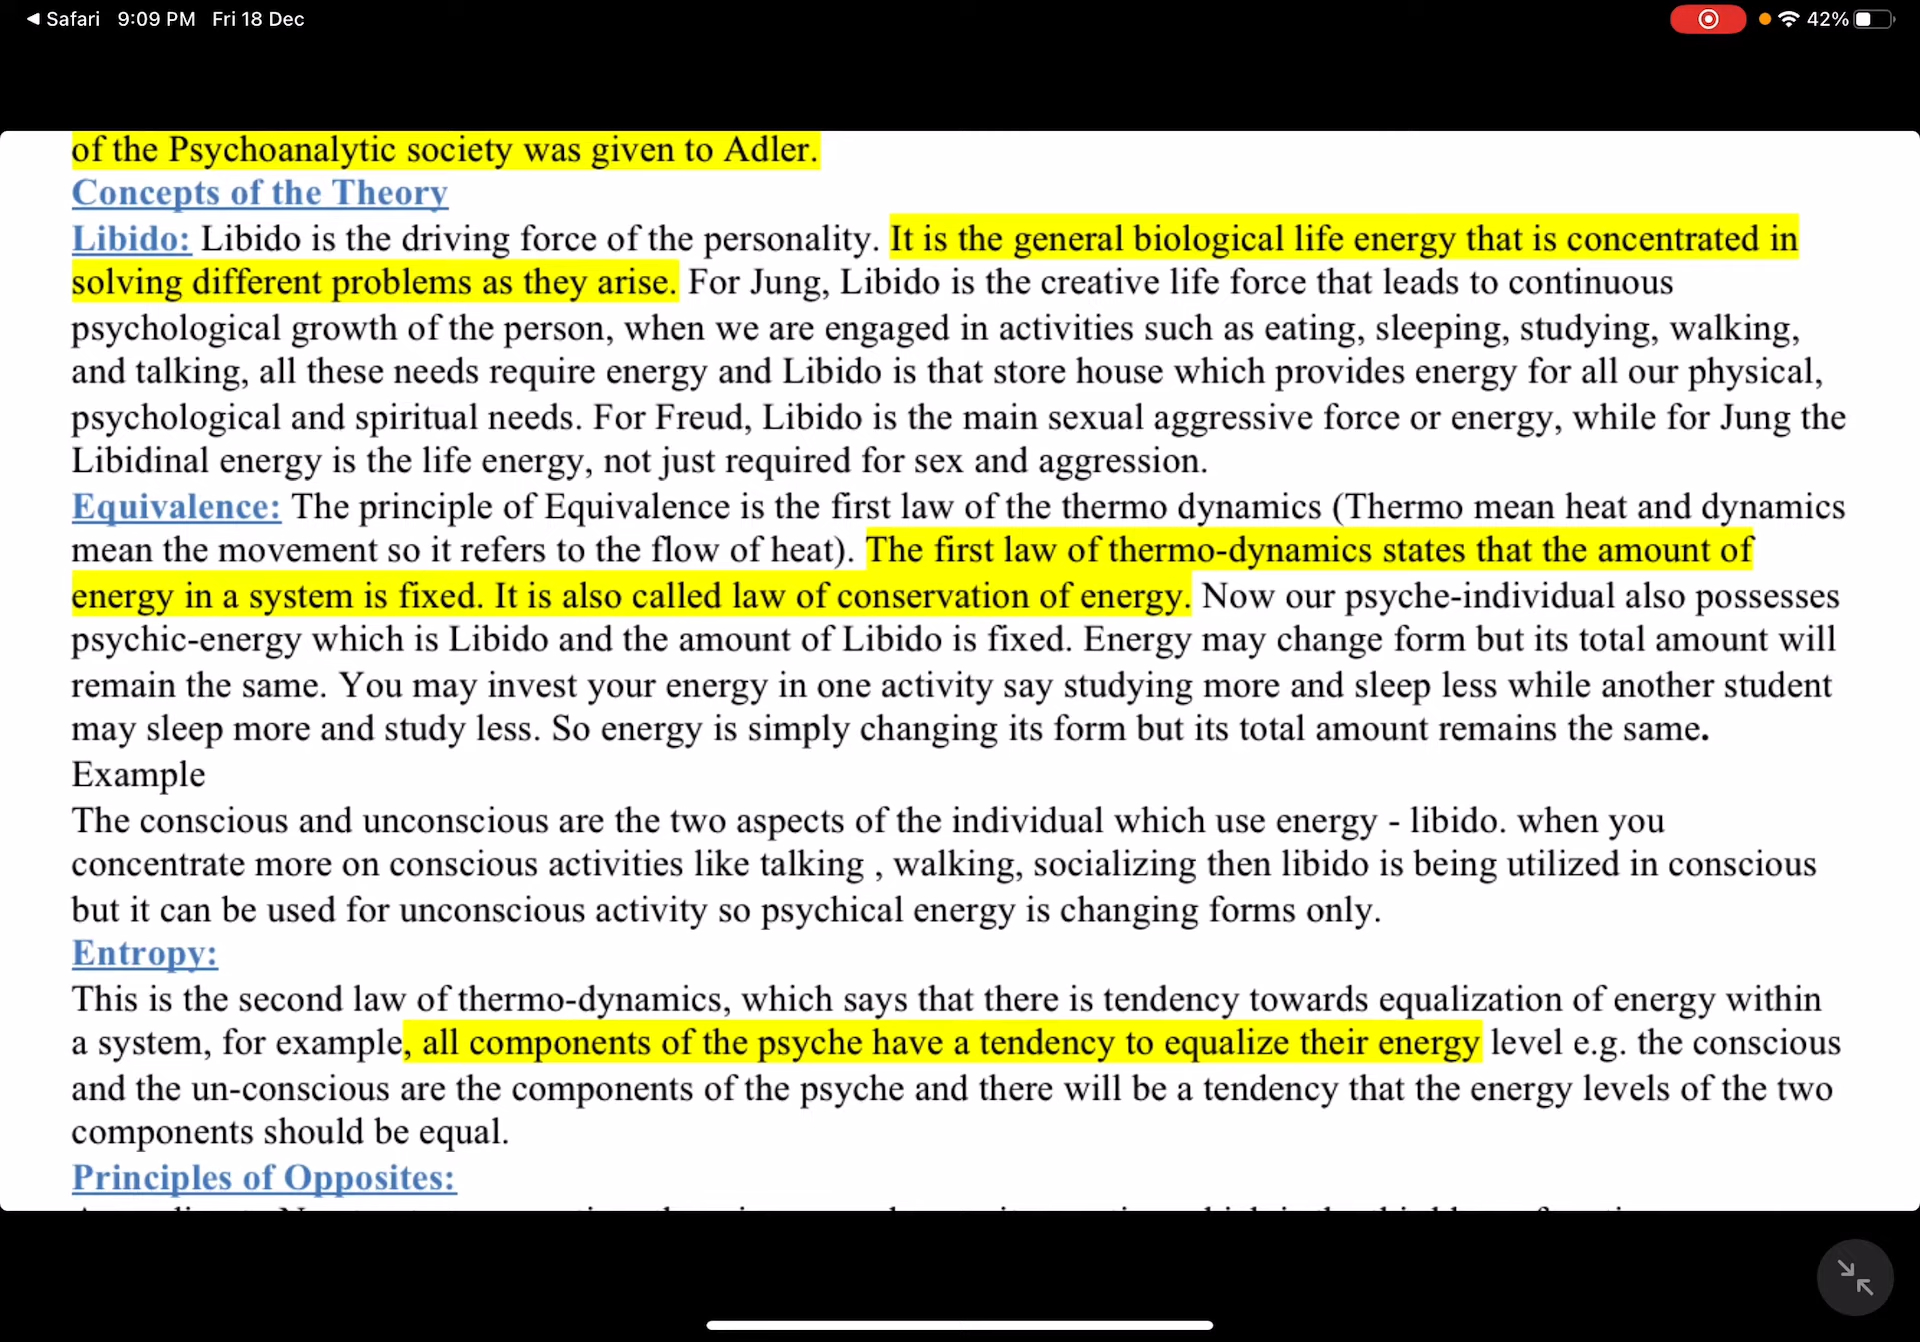 Safari 9:09 PM Fri 18 Dec 42%
of the Psychoanalytic society was given to Adler.
Concepts of the Theory
Libido: Libido is the driving force of the personality. It is the general biological life energy that is concentrated in
solving different problems as they arise. For Jung, Libido is the creative life force that leads to continuous
psychological growth of the person, when we are engaged in activities such as eating, sleeping, studying, walking,
and talking, all these needs require energy and Libido is that store house which provides energy for all our physical,
psychological and spiritual needs. For Freud, Libido is the main sexual aggressive force or energy, while for Jung the
Libidinal energy is the life energy, not just required for sex and aggression.
Equivalence: The principle of Equivalence is the first law of the thermo dynamics (Thermo mean heat and dynamics
mean the movement so it refers to the flow of heat). The first law of thermo-dynamics states that the amount of
energy in a system is fixed. It is also called law of conservation of energy. Now our psyche-individual also possesses
psychic-energy which is Libido and the amount of Libido is fixed. Energy may change form but its total amount will
remain the same. You may invest your energy in one activity say studying more and sleep less while another student
may sleep more and study less. So energy is simply changing its form but its total amount remains the same.
Example
The conscious and unconscious are the two aspects of the individual which use energy - libido. when you
concentrate more on conscious activities like talking , walking, socializing then libido is being utilized in conscious
but it can be used for unconscious activity so psychical energy is changing forms only.
Entropy:
This is the second law of thermo-dynamics, which says that there is tendency towards equalization of energy within
a system, for example, all components of the psyche have a tendency to equalize their energy level e.g. the conscious
and the un-conscious are the components of the psyche and there will be a tendency that the energy levels of the two
components should be equal.
Principles of Opposites: